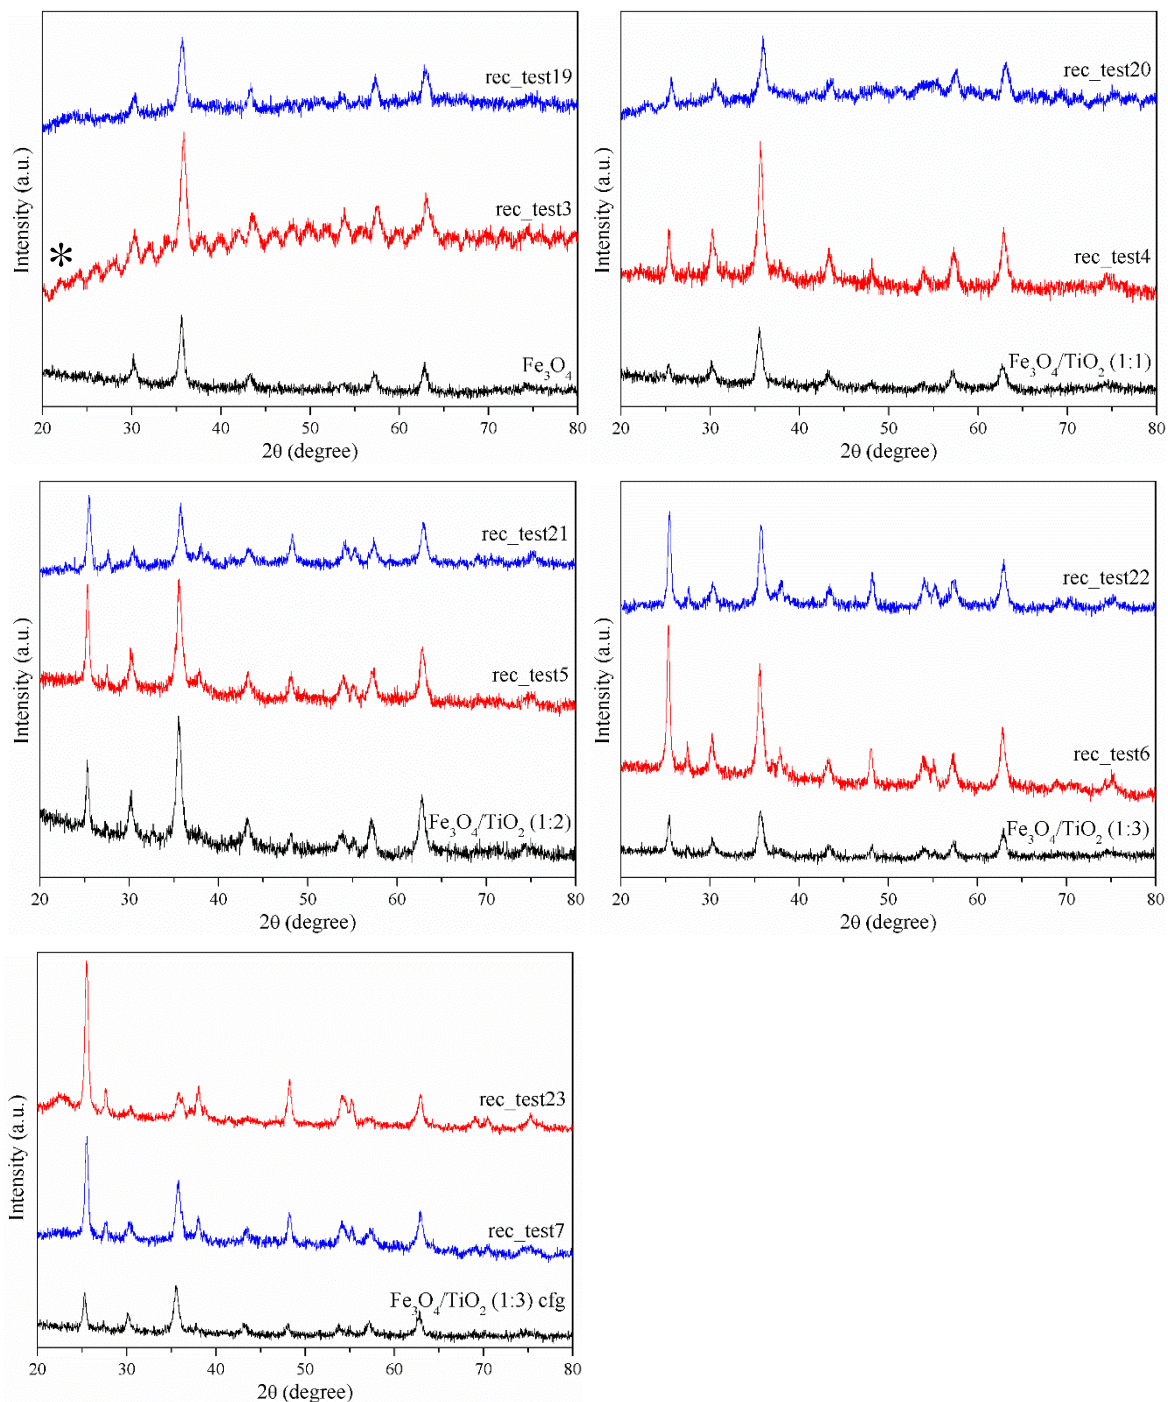 rec_test19
rec_test3
*
Fe3O4
Intensity (a.u.)
20 30 40 50 60 70 80
2θ (degree)
rec_test20
rec_test4
Fe3O4/TiO2 (1:1)
Intensity (a.u.)
20 30 40 50 60 70 80
2θ (degree)
rec_test21
rec_test5
Fe3O4/TiO2 (1:2)
Intensity (a.u.)
20 30 40 50 60 70 80
2θ (degree)
rec_test22
rec_test6
Fe3O4/TiO2 (1:3)
Intensity (a.u.)
20 30 40 50 60 70 80
2θ (degree)
rec_test23
rec_test7
Fe3O4/TiO2 (1:3) cfg
Intensity (a.u.)
20 30 40 50 60 70 80
2θ (degree)